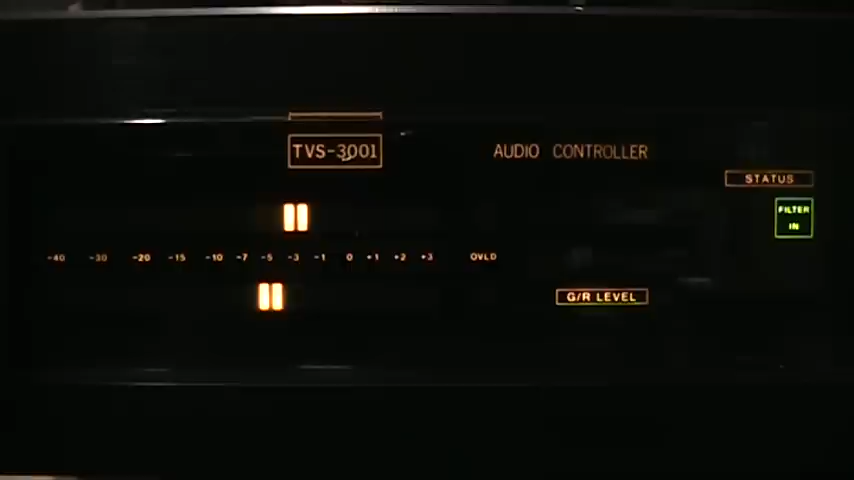 TVS-3001
AUDIO CONTROLLER
STATUS
FILTER
IN
-40 -30 -20 -15 -10 -7 -5 -3 -1 0 +1 +2 +3 OVLD
G/R LEVEL